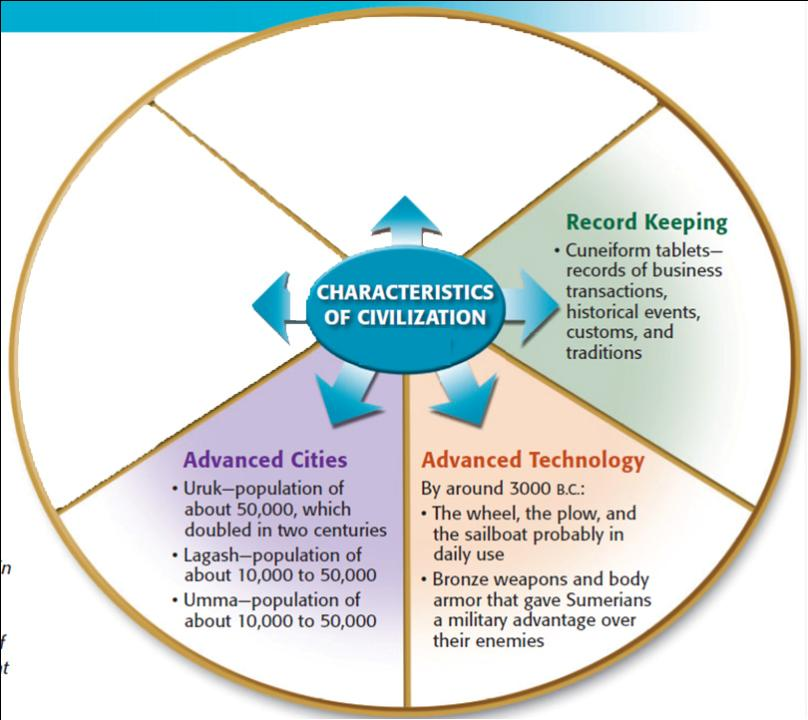 CHARACTERISTICS
OF CIVILIZATION
Record Keeping
• Cuneiform tablets—
records of business
transactions,
historical events,
customs, and
traditions
Advanced Cities
• Uruk—population of
about 50,000, which
doubled in two centuries
• Lagash—population of
about 10,000 to 50,000
• Umma—population of
about 10,000 to 50,000
Advanced Technology
By around 3000 B.C.:
• The wheel, the plow, and
the sailboat probably in
daily use
• Bronze weapons and body
armor that gave Sumerians
a military advantage over
their enemies